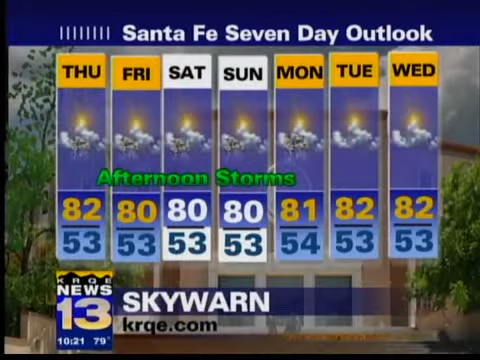 Santa Fe Seven Day Outlook
THU FRI SAT SUN MON TUE WED
Afternoon Storms
82 80 80 80 81 82 82
53 53 53 53 54 53 53
KRQE
NEWS
13
SKYWARN
krqe.com
10:21 79°